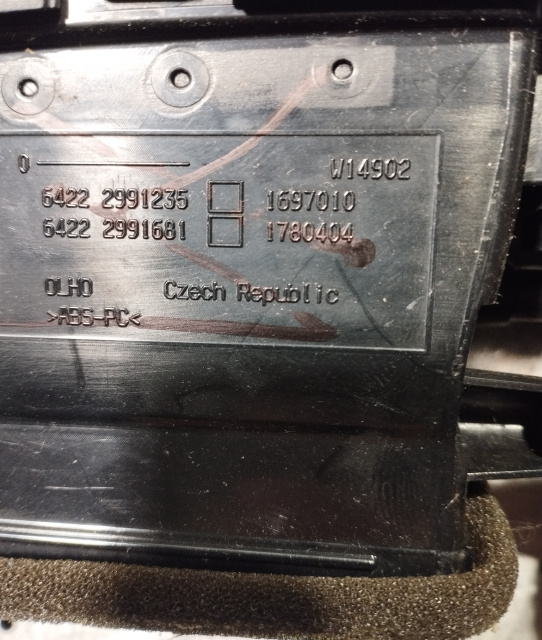 0 W14902
6422 2991235 1697010
6422 2991681 1780404
OLHO Czech Republic
>ABS-PC<